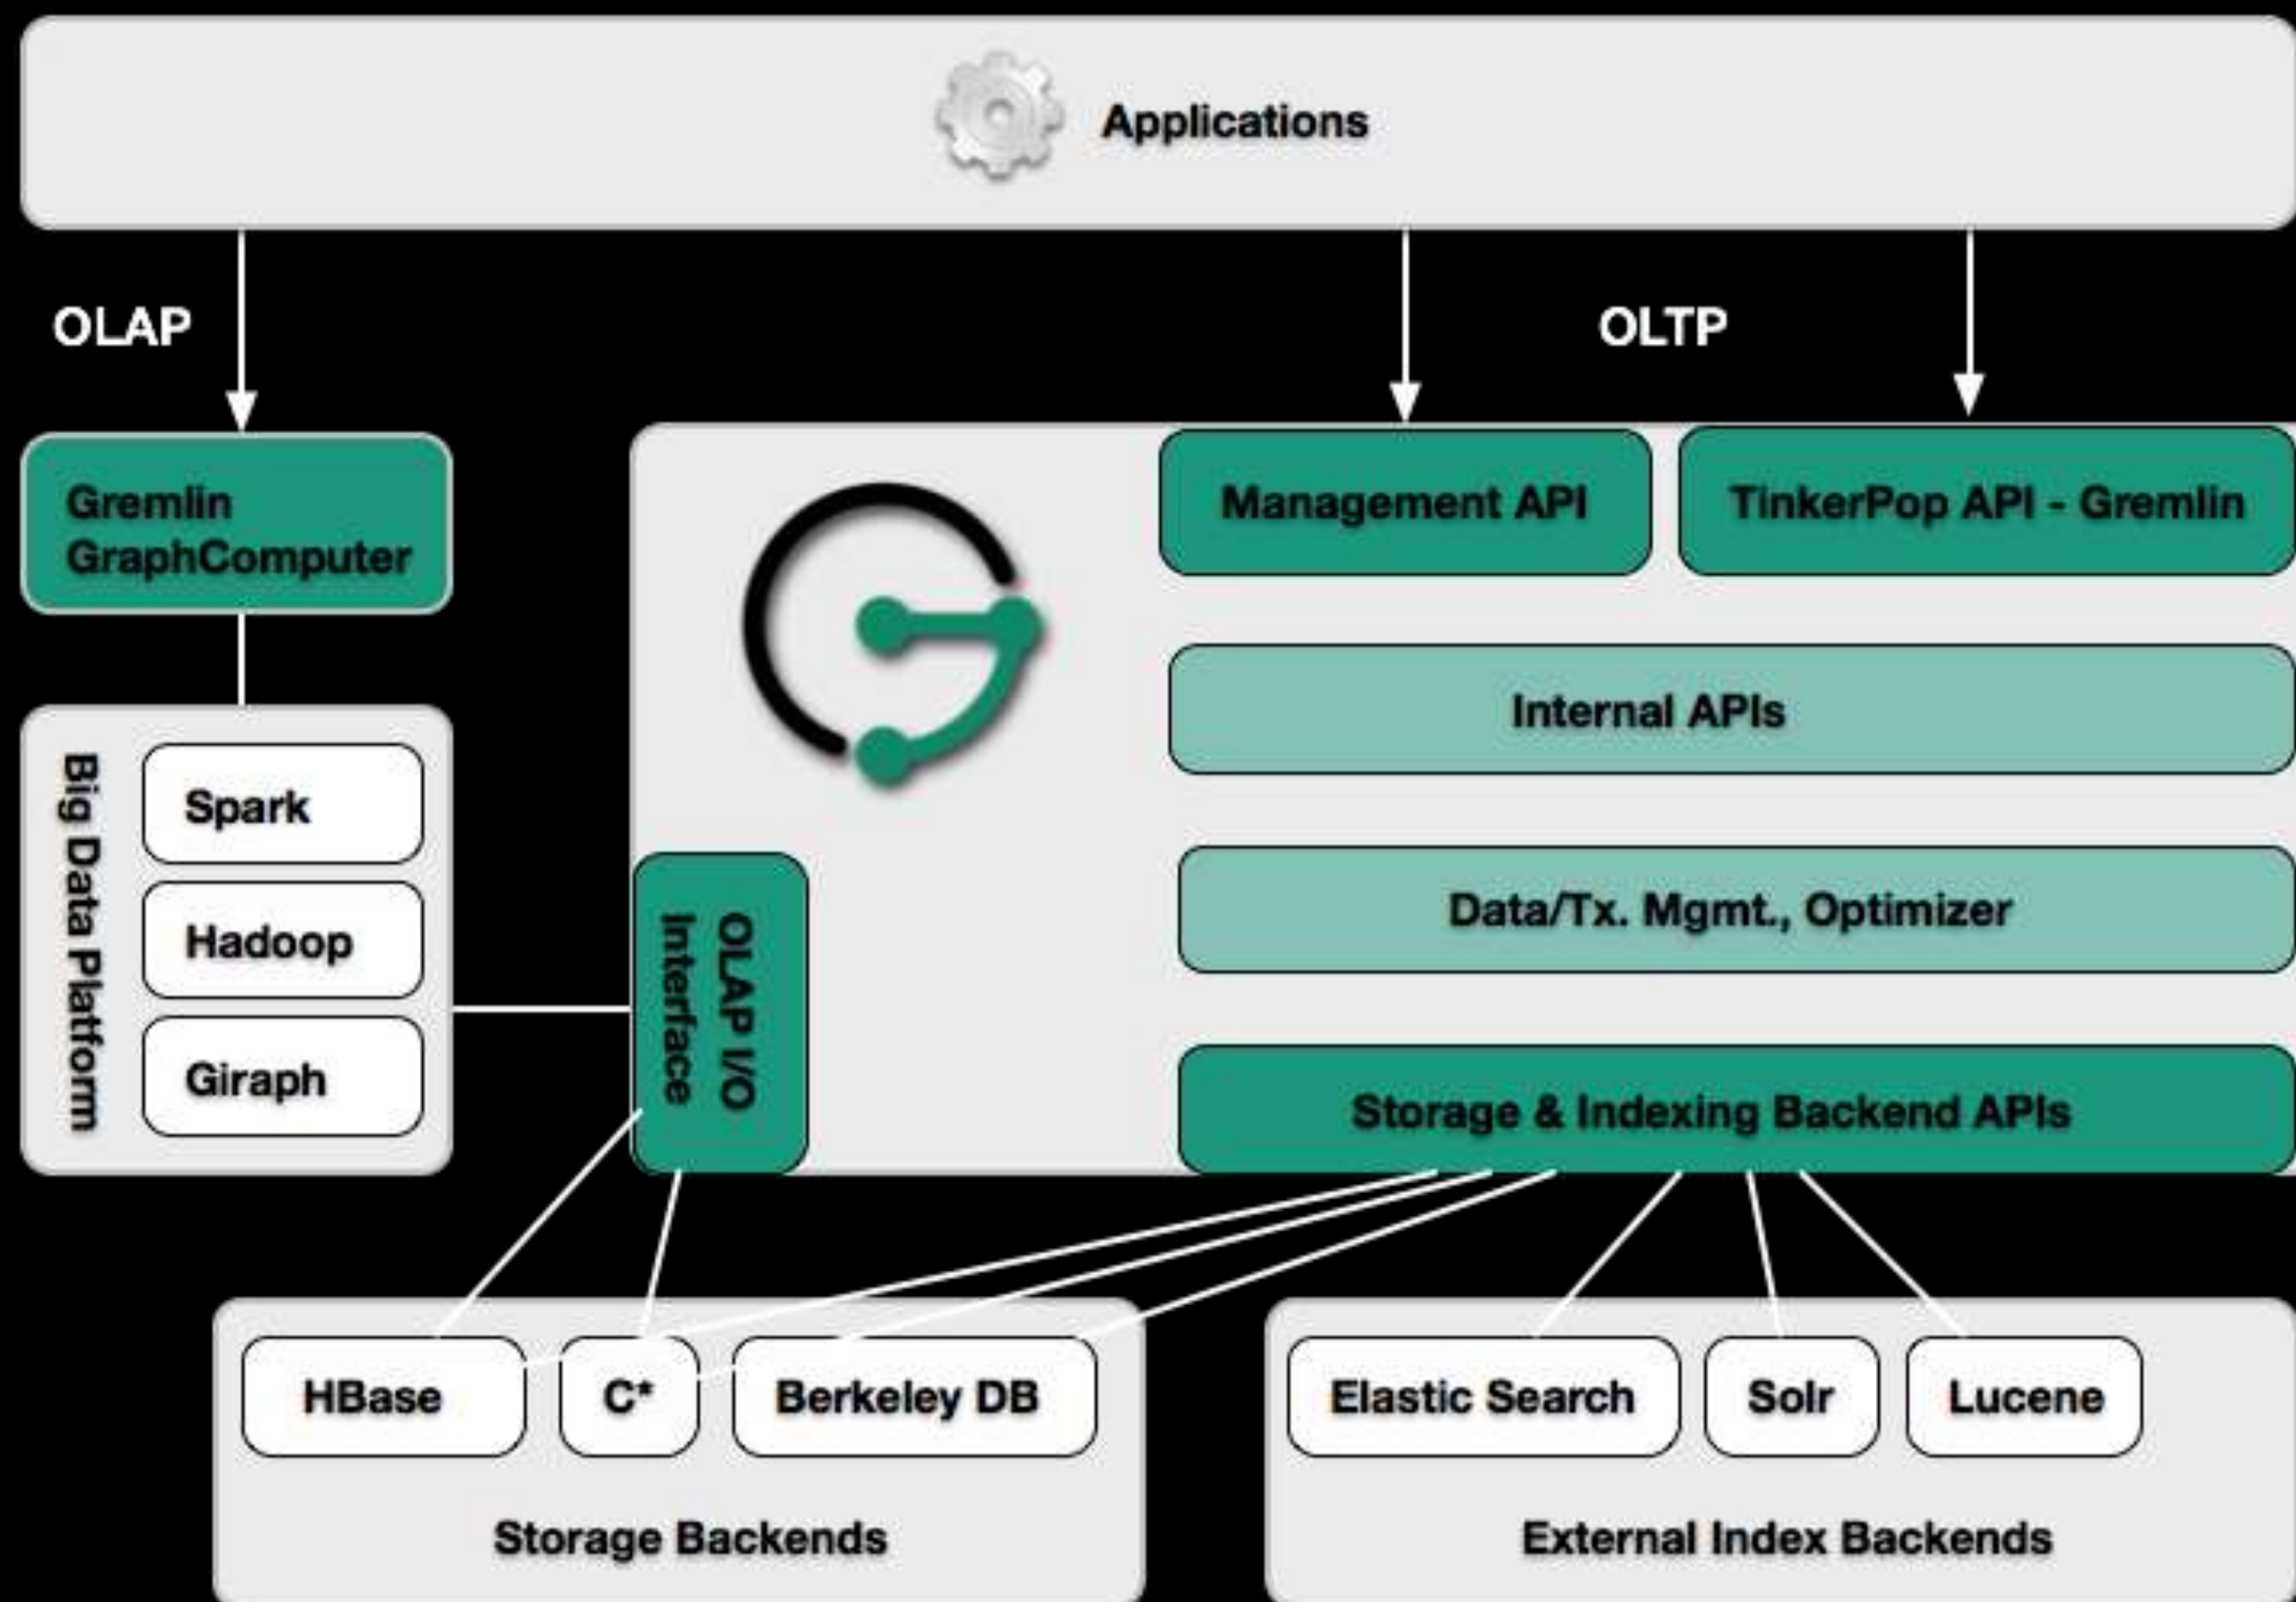 Applications
OLAP
OLTP
Gremlin
GraphComputer
Management API
TinkerPop API - Gremlin
Internal APIs
Big Data Platform
Spark
Hadoop
Giraph
OLAP I/O
Interface
Data/Tx. Mgmt., Optimizer
Storage & Indexing Backend APIs
HBase
C*
Berkeley DB
Storage Backends
Elastic Search
Solr
Lucene
External Index Backends